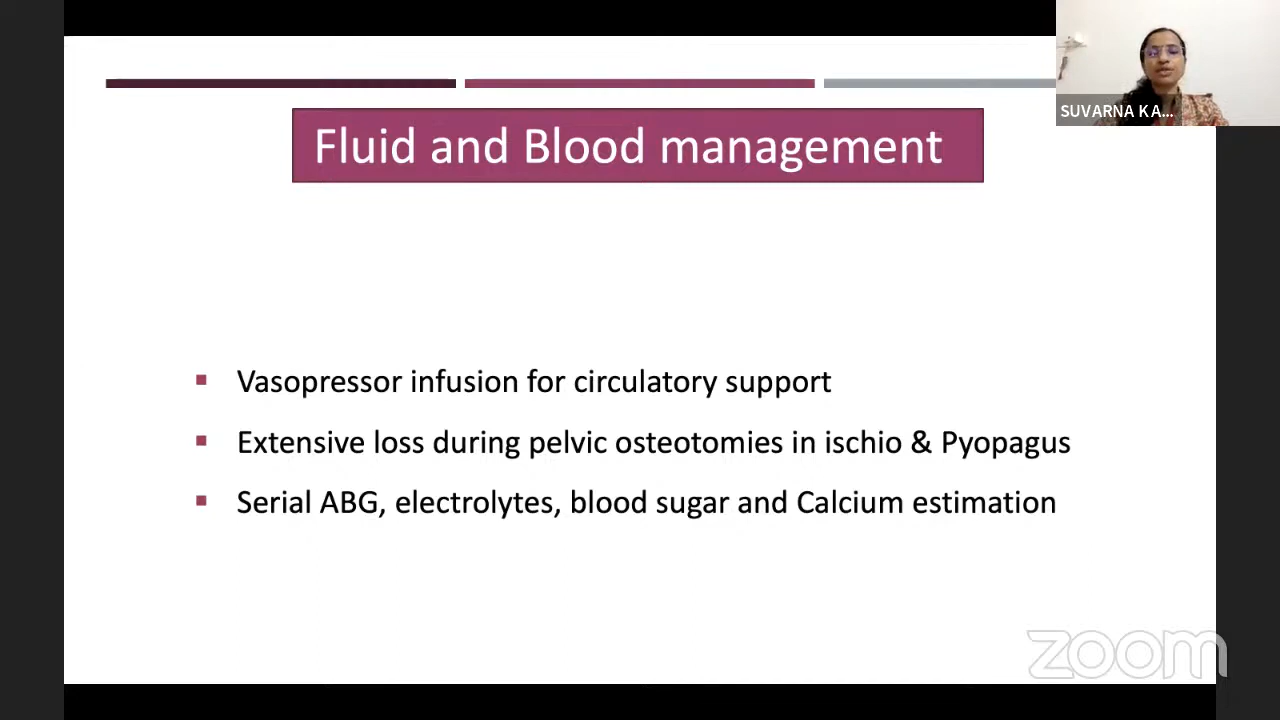 SUVARNA K A...
Fluid and Blood management
Vasopressor infusion for circulatory support
Extensive loss during pelvic osteotomies in ischio & Pyopagus
Serial ABG, electrolytes, blood sugar and Calcium estimation
zoom